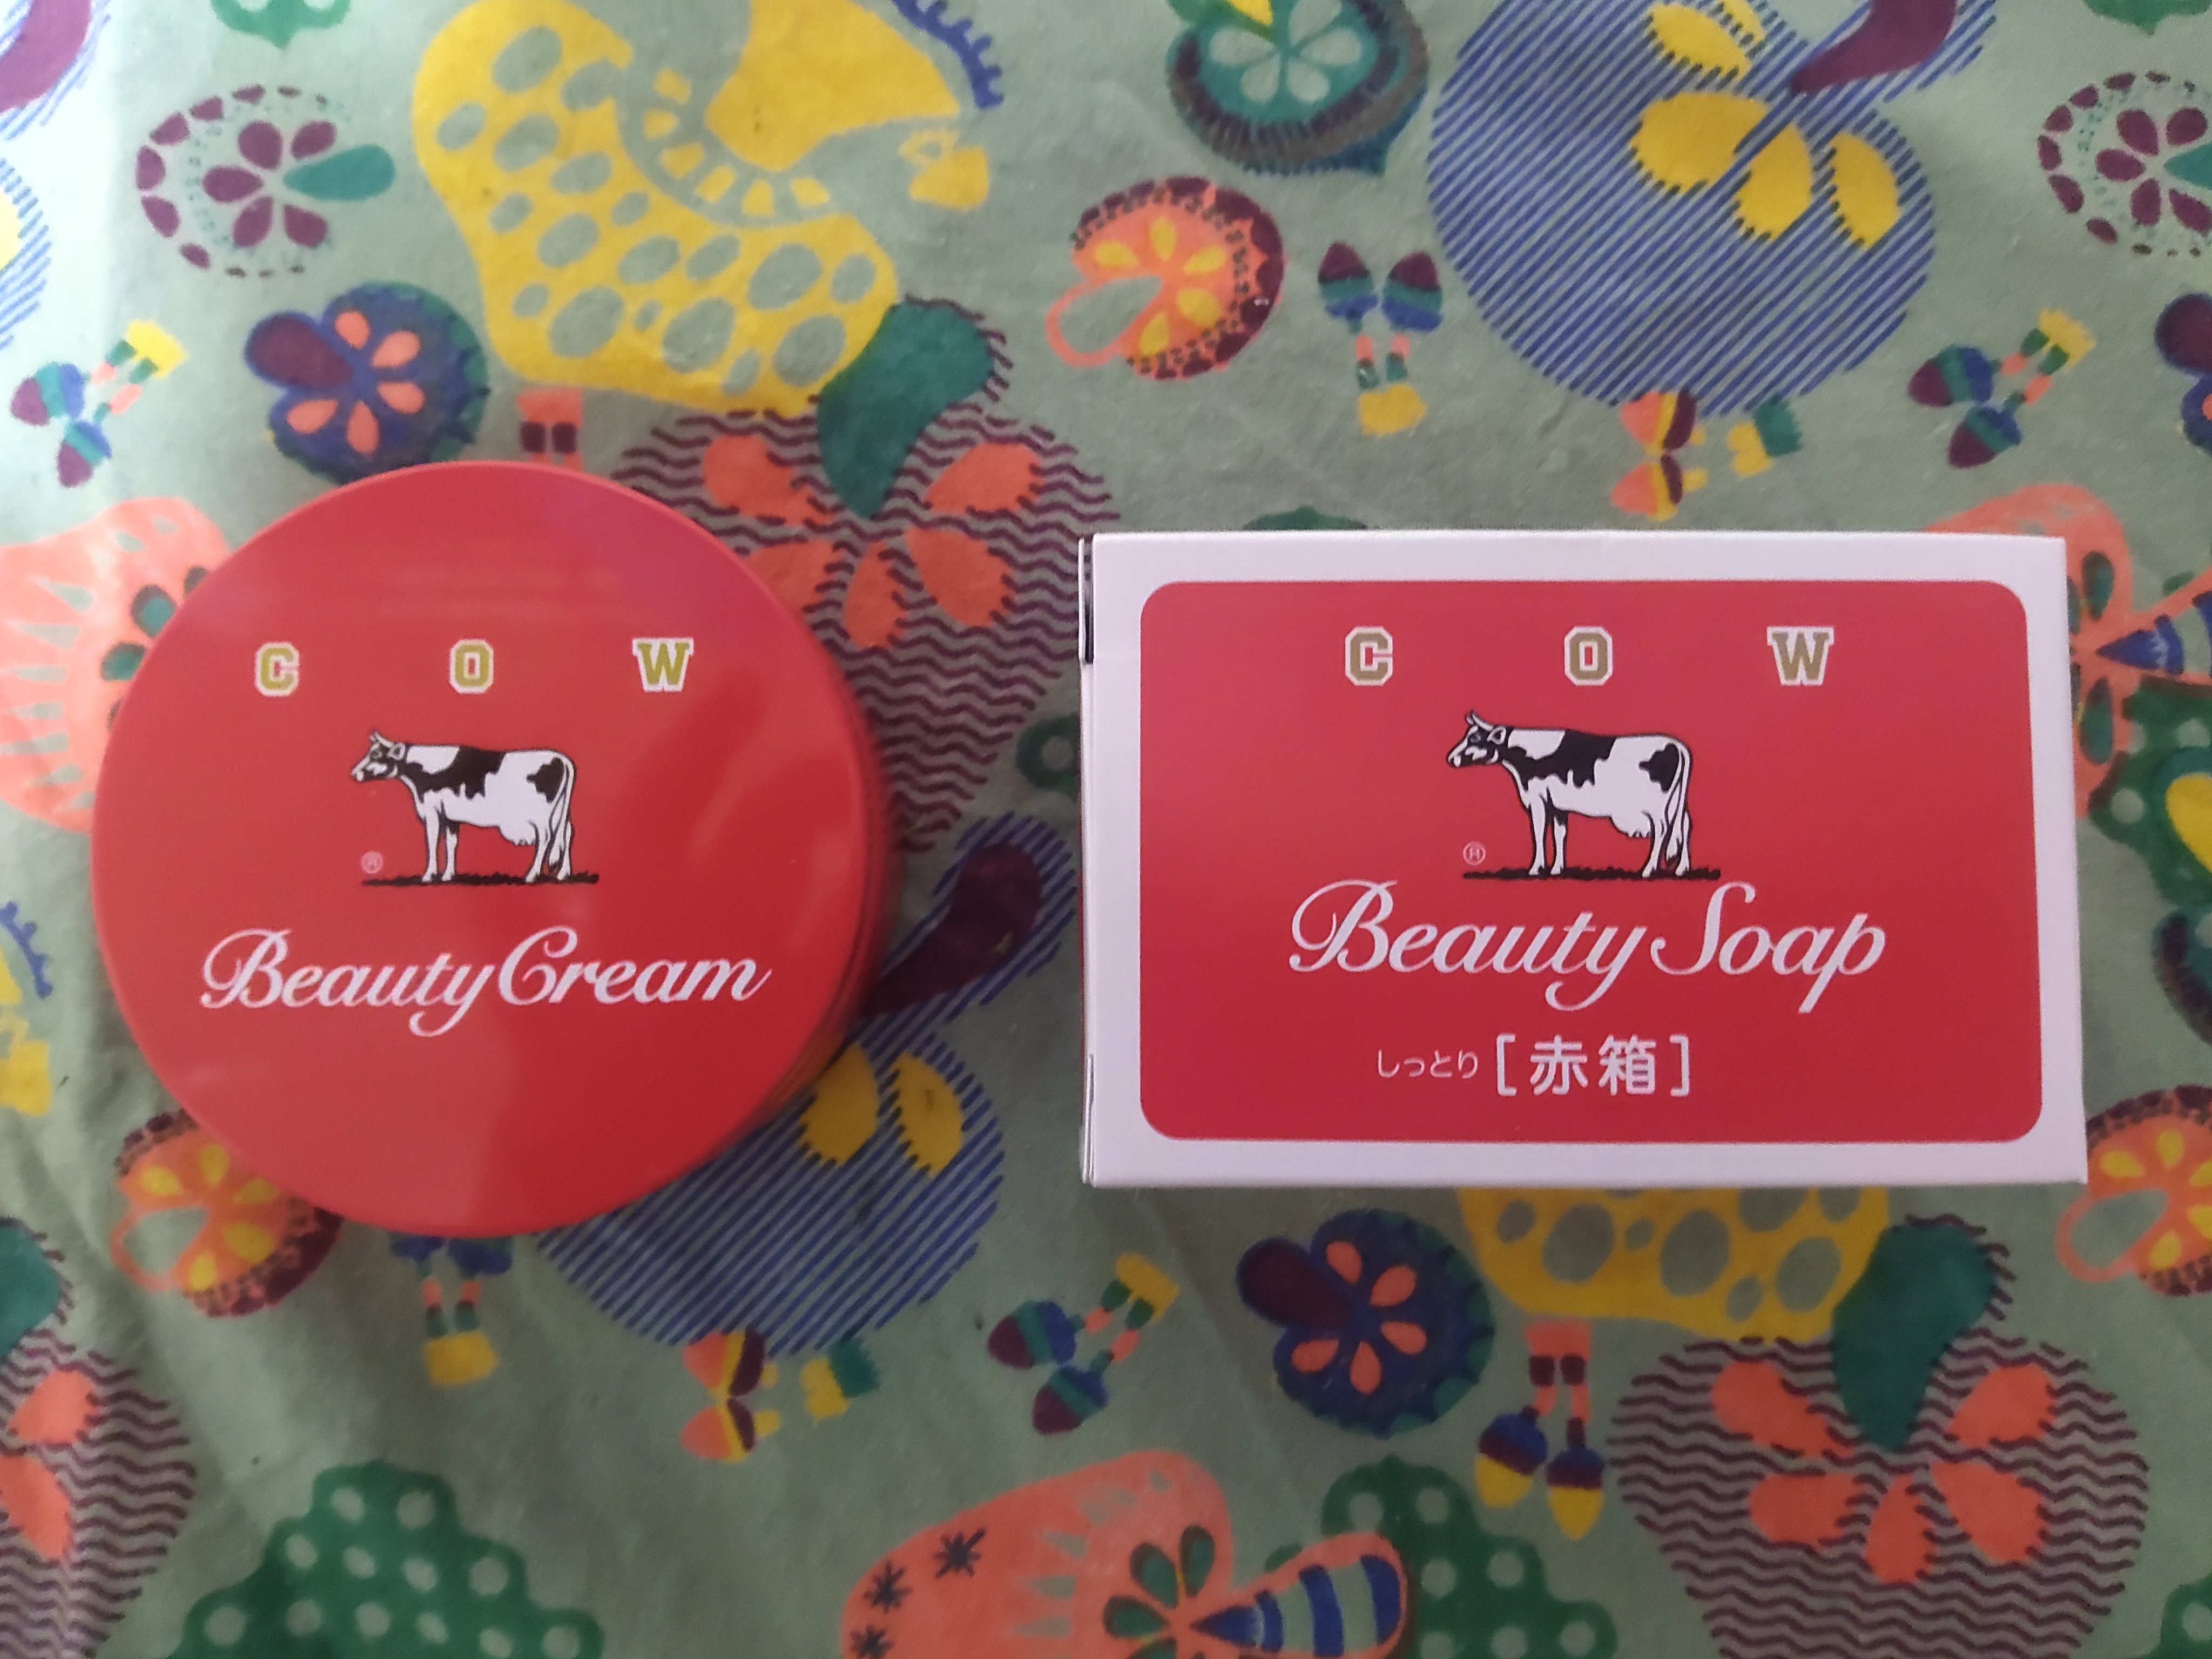 C O W
®
Beauty Cream
C O W
®
Beauty Soap
しっとり [赤箱]